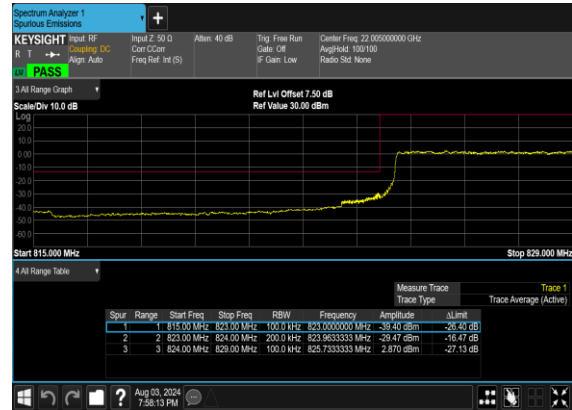 Spectrum Analyzer 1
Spurious Emissions
+
KEYSIGHT Input: RF Input Z: 50 Ω Atten: 40 dB Trig: Free Run Center Freq: 22.005000000 GHz
R T Coupling: DC Corr CCorr Gate: Off Avg|Hold: 100/100
Align: Auto Freq Ref: Int (S) IF Gain: Low Radio Std: None
PASS
3 All Range Graph
Ref Lvl Offset 7.50 dB
Scale/Div 10.0 dB Ref Value 30.00 dBm
Log
20.0
10.0
0.00
-10.0
-20.0
-30.0
-40.0
-50.0
-60.0
Start 815.000 MHz Stop 829.000 MHz
4 All Range Table
Measure Trace Trace 1
Trace Type Trace Average (Active)
Spur Range Start Freq Stop Freq RBW Frequency Amplitude ΔLimit
1 1 815.00 MHz 823.00 MHz 100.0 kHz 823.0000000 MHz -39.40 dBm -26.40 dB
2 2 823.00 MHz 824.00 MHz 200.0 kHz 823.9633333 MHz -29.47 dBm -16.47 dB
3 3 824.00 MHz 829.00 MHz 100.0 kHz 825.7333333 MHz 2.870 dBm -27.13 dB
?
Aug 03, 2024
7:58:13 PM